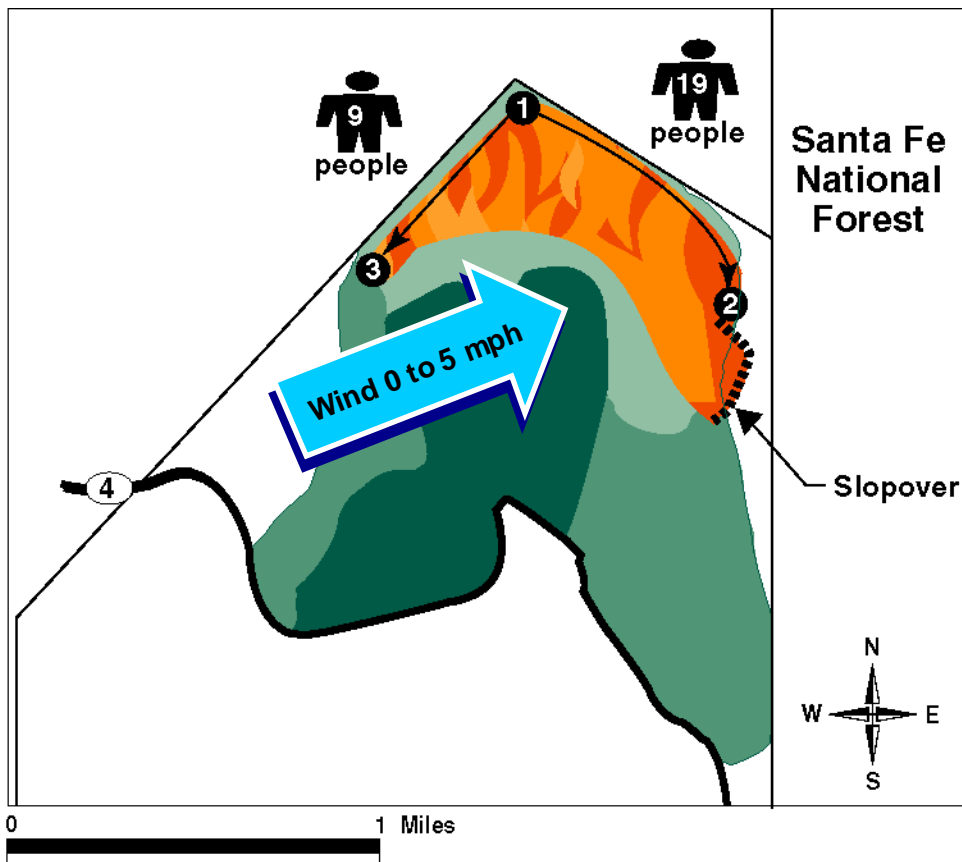 9
people
19
people
1
Santa Fe
National
Forest
3
2
Wind 0 to 5 mph
4
Slopover
N
W
E
S
0
1 Miles